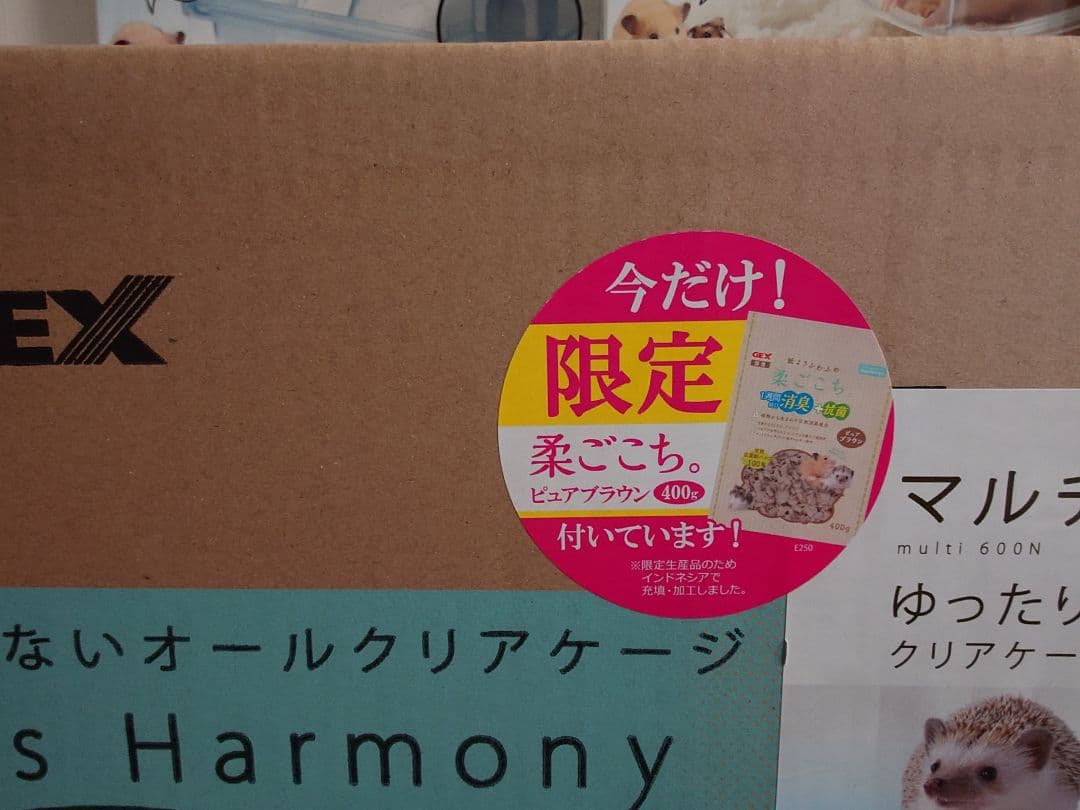 EX
今だけ!
限定
柔ごこち。
ピュアブラウン 400g
付いています!
※限定生産品のため
インドネシアで
充填・加工しました。
E250
GEX
柔ごこち
1週間
消臭+抗菌
ピュア
ブラウン
100%
400g
マルチ
multi 600N
ゆったり
クリアケー
ないオールクリアケージ
s Harmony